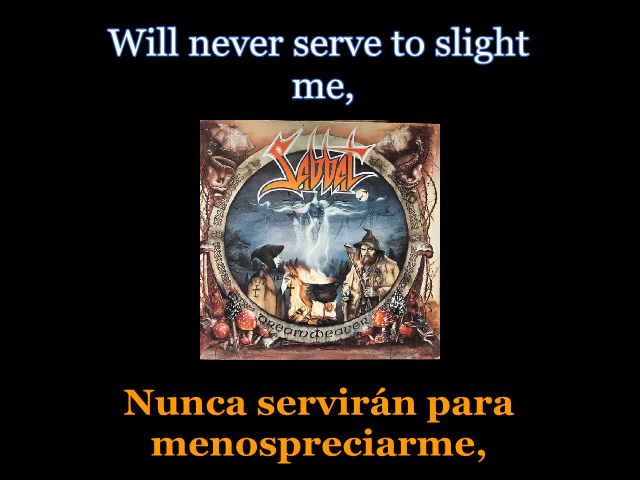 Will never serve to slight
me,
Sabbat
Dreamweaver
Nunca servirán para
menospreciarme,